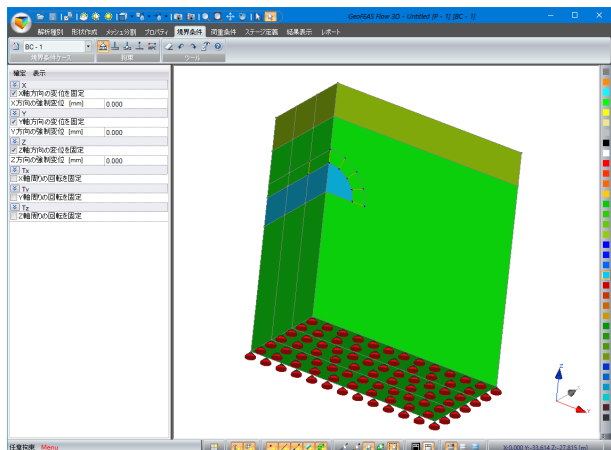 GeoFEAS Flow 3D - Untitled [P - 1] [BC - 1]
解析種別 形状作成 メッシュ分割 プロパティ 境界条件 荷重条件 ステージ定義 結果表示 レポート
BC - 1
境界条件ケース 拘束 ツール
確定 表示
X
X軸方向の変位を固定
X方向の強制変位 [mm] 0.000
Y
Y軸方向の変位を固定
Y方向の強制変位 [mm] 0.000
Z
Z軸方向の変位を固定
Z方向の強制変位 [mm] 0.000
Tx
X軸周りの回転を固定
Ty
Y軸周りの回転を固定
Tz
Z軸周りの回転を固定
Z
X
Y
任意拘束 Menu
X:0.000 Y:-33.614 Z:-27.815 [m]